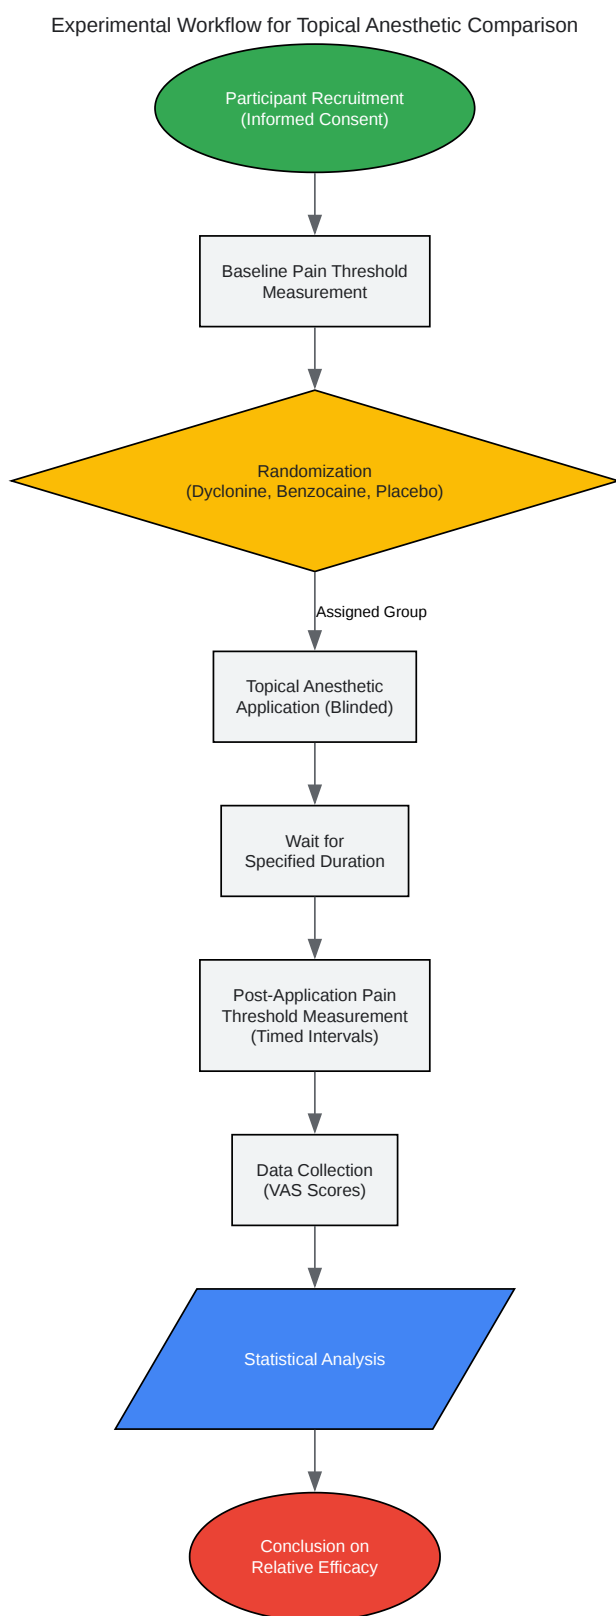 Experimental Workflow for Topical Anesthetic Comparison
Participant Recruitment
(Informed Consent)
Baseline Pain Threshold
Measurement
Randomization
(Dyclonine, Benzocaine, Placebo)
Assigned Group
Topical Anesthetic
Application (Blinded)
Wait for
Specified Duration
Post-Application Pain
Threshold Measurement
(Timed Intervals)
Data Collection
(VAS Scores)
Statistical Analysis
Conclusion on
Relative Efficacy